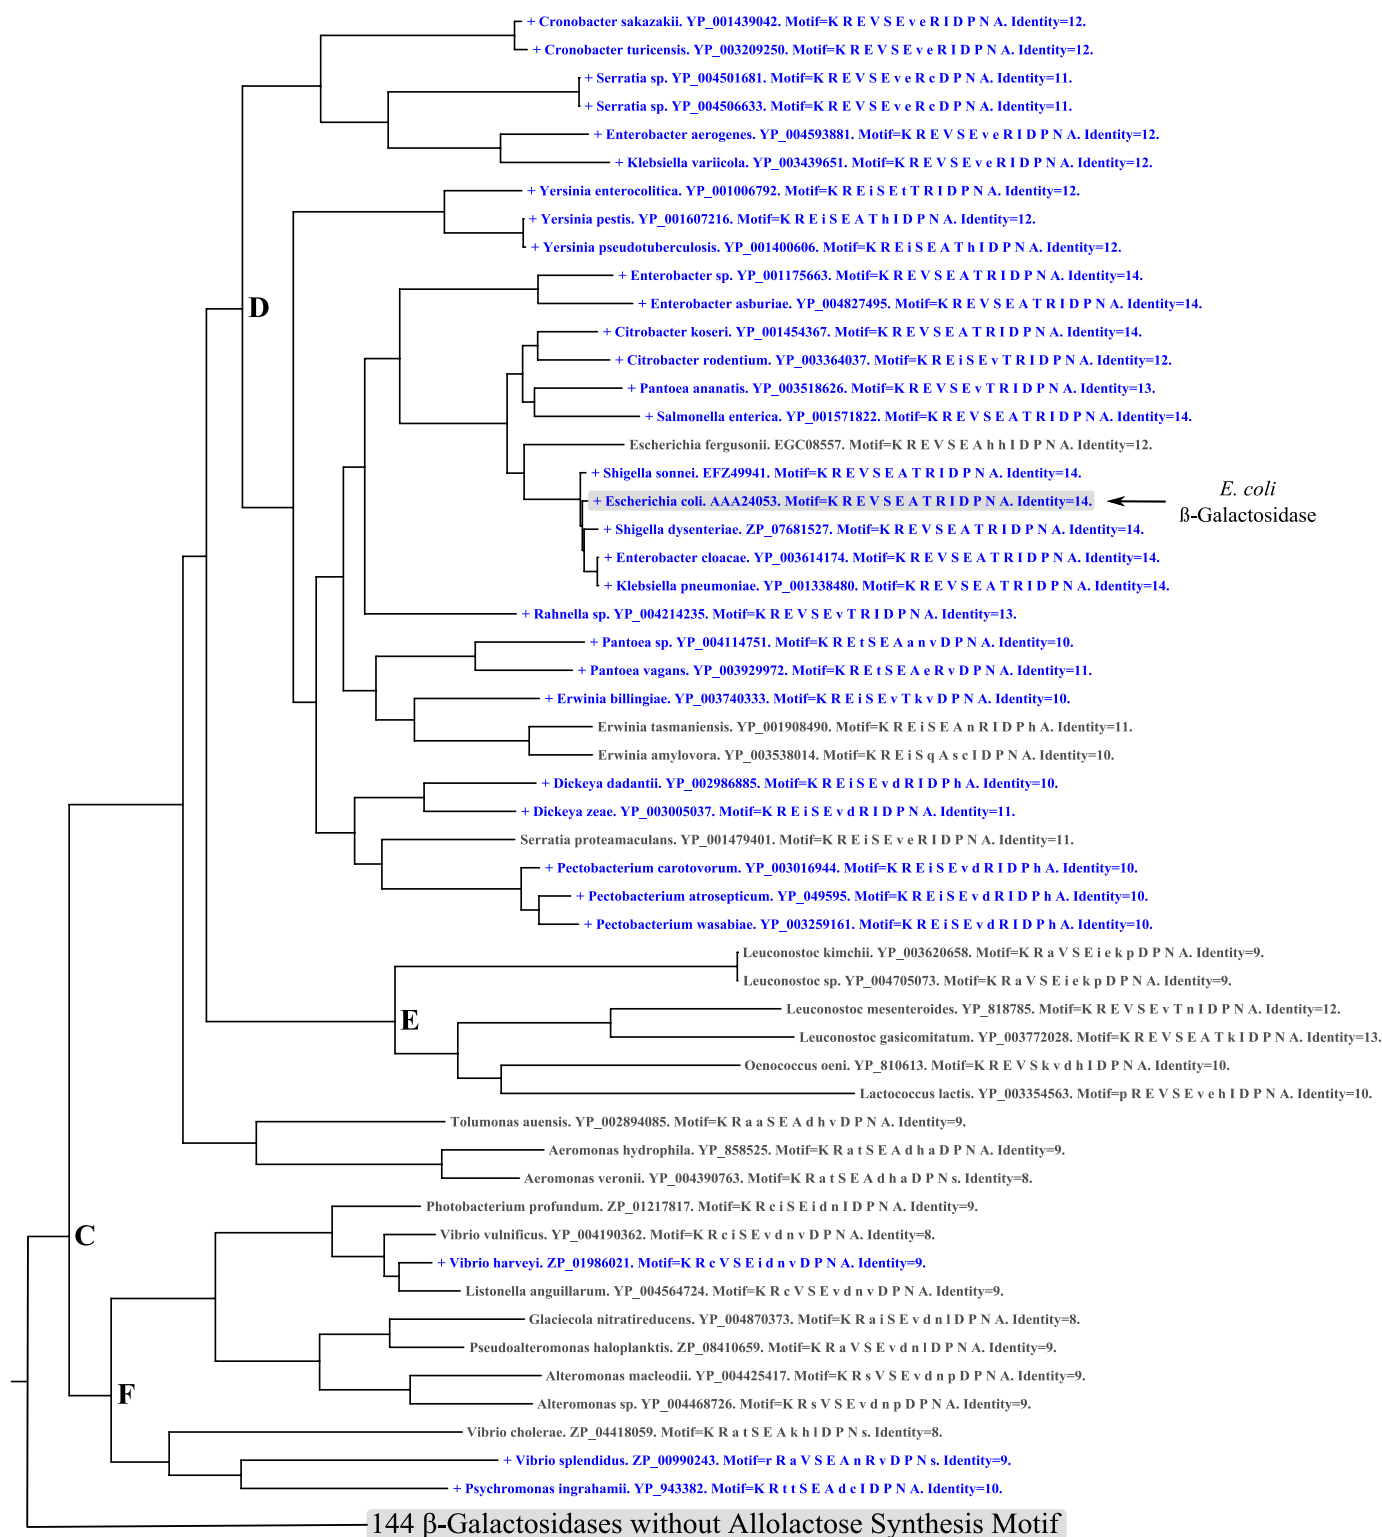 + Cronobacter sakazakii. YP_001439042. Motif=K R E V S E v e R I D P N A. Identity=12.
+ Cronobacter turicensis. YP_003209250. Motif=K R E V S E v e R I D P N A. Identity=12.
+ Serratia sp. YP_004501681. Motif=K R E V S E v e R c D P N A. Identity=11.
+ Serratia sp. YP_004506633. Motif=K R E V S E v e R c D P N A. Identity=11.
+ Enterobacter aerogenes. YP_004593881. Motif=K R E V S E v e R I D P N A. Identity=12.
+ Klebsiella variicola. YP_003439651. Motif=K R E V S E v e R I D P N A. Identity=12.
+ Yersinia enterocolitica. YP_001006792. Motif=K R E i S E t T R I D P N A. Identity=12.
+ Yersinia pestis. YP_001607216. Motif=K R E i S E A T h I D P N A. Identity=12.
+ Yersinia pseudotuberculosis. YP_001400606. Motif=K R E i S E A T h I D P N A. Identity=12.
+ Enterobacter sp. YP_001175663. Motif=K R E V S E A T R I D P N A. Identity=14.
D
+ Enterobacter asburiae. YP_004827495. Motif=K R E V S E A T R I D P N A. Identity=14.
+ Citrobacter koseri. YP_001454367. Motif=K R E V S E A T R I D P N A. Identity=14.
+ Citrobacter rodentium. YP_003364037. Motif=K R E i S E v T R I D P N A. Identity=12.
+ Pantoea ananatis. YP_003518626. Motif=K R E V S E v T R I D P N A. Identity=13.
+ Salmonella enterica. YP_001571822. Motif=K R E V S E A T R I D P N A. Identity=14.
Escherichia fergusonii. EGC08557. Motif=K R E V S E A h h I D P N A. Identity=12.
+ Shigella sonnei. EFZ49941. Motif=K R E V S E A T R I D P N A. Identity=14.
+ Escherichia coli. AAA24053. Motif=K R E V S E A T R I D P N A. Identity=14.
E. coli
ß-Galactosidase
+ Shigella dysenteriae. ZP_07681527. Motif=K R E V S E A T R I D P N A. Identity=14.
+ Enterobacter cloacae. YP_003614174. Motif=K R E V S E A T R I D P N A. Identity=14.
+ Klebsiella pneumoniae. YP_001338480. Motif=K R E V S E A T R I D P N A. Identity=14.
+ Rahnella sp. YP_004214235. Motif=K R E V S E v T R I D P N A. Identity=13.
+ Pantoea sp. YP_004114751. Motif=K R E t S E A a n v D P N A. Identity=10.
+ Pantoea vagans. YP_003929972. Motif=K R E t S E A e R v D P N A. Identity=11.
+ Erwinia billingiae. YP_003740333. Motif=K R E i S E v T k v D P N A. Identity=10.
Erwinia tasmaniensis. YP_001908490. Motif=K R E i S E A n R I D P h A. Identity=11.
Erwinia amylovora. YP_003538014. Motif=K R E i S q A s c I D P N A. Identity=10.
+ Dickeya dadantii. YP_002986885. Motif=K R E i S E v d R I D P h A. Identity=10.
+ Dickeya zeae. YP_003005037. Motif=K R E i S E v d R I D P N A. Identity=11.
Serratia proteamaculans. YP_001479401. Motif=K R E i S E v e R I D P N A. Identity=11.
+ Pectobacterium carotovorum. YP_003016944. Motif=K R E i S E v d R I D P h A. Identity=10.
+ Pectobacterium atrosepticum. YP_049595. Motif=K R E i S E v d R I D P h A. Identity=10.
+ Pectobacterium wasabiae. YP_003259161. Motif=K R E i S E v d R I D P h A. Identity=10.
Leuconostoc kimchii. YP_003620658. Motif=K R a V S E i e k p D P N A. Identity=9.
Leuconostoc sp. YP_004705073. Motif=K R a V S E i e k p D P N A. Identity=9.
Leuconostoc mesenteroides. YP_818785. Motif=K R E V S E v T n I D P N A. Identity=12.
E
Leuconostoc gasicomitatum. YP_003772028. Motif=K R E V S E A T k I D P N A. Identity=13.
Oenococcus oeni. YP_810613. Motif=K R E V S k v d h I D P N A. Identity=10.
Lactococcus lactis. YP_003354563. Motif=p R E V S E v e h I D P N A. Identity=10.
Tolumonas auensis. YP_002894085. Motif=K R a a S E A d h v D P N A. Identity=9.
Aeromonas hydrophila. YP_858525. Motif=K R a t S E A d h a D P N A. Identity=9.
Aeromonas veronii. YP_004390763. Motif=K R a t S E A d h a D P N s. Identity=8.
Photobacterium profundum. ZP_01217817. Motif=K R c i S E i d n I D P N A. Identity=9.
C
Vibrio vulnificus. YP_004190362. Motif=K R c i S E v d n v D P N A. Identity=8.
+ Vibrio harveyi. ZP_01986021. Motif=K R c V S E i d n v D P N A. Identity=9.
Listonella anguillarum. YP_004564724. Motif=K R c V S E v d n v D P N A. Identity=9.
Glaciecola nitratireducens. YP_004870373. Motif=K R a i S E v d n l D P N A. Identity=8.
Pseudoalteromonas haloplanktis. ZP_08410659. Motif=K R a V S E v d n l D P N A. Identity=9.
Alteromonas macleodii. YP_004425417. Motif=K R s V S E v d n p D P N A. Identity=9.
F
Alteromonas sp. YP_004468726. Motif=K R s V S E v d n p D P N A. Identity=9.
Vibrio cholerae. ZP_04418059. Motif=K R a t S E A k h l D P N s. Identity=8.
+ Vibrio splendidus. ZP_00990243. Motif=r R a V S E A n R v D P N s. Identity=9.
+ Psychromonas ingrahamii. YP_943382. Motif=K R t t S E A d c I D P N A. Identity=10.
144 β-Galactosidases without Allolactose Synthesis Motif